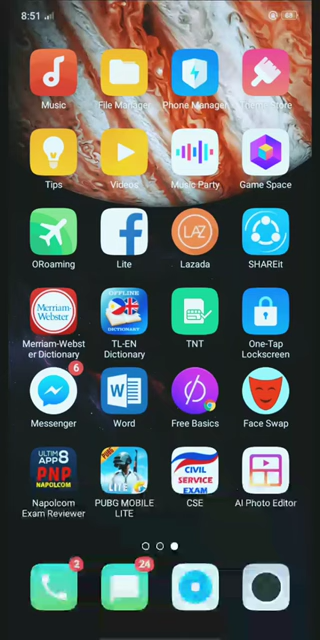 8:51
Music
File Manager
Phone Manager
Theme Store
Tips
Videos
Music Party
Game Space
ORoaming
Lite
LAZ
Lazada
SHAREit
Merriam-
Webster
OFFLINE
DICTIONARY
Merriam-Webst
er Dictionary
TL-EN
Dictionary
TNT
One-Tap
Lockscreen
6
W
Messenger
Word
Free Basics
Face Swap
ULTIM8
APP
PNP
NAPOLCOM
PUBG
CIVIL
SERVICE
EXAM
Napolcom
Exam Reviewer
PUBG MOBILE
LITE
CSE
AI Photo Editor
2
24